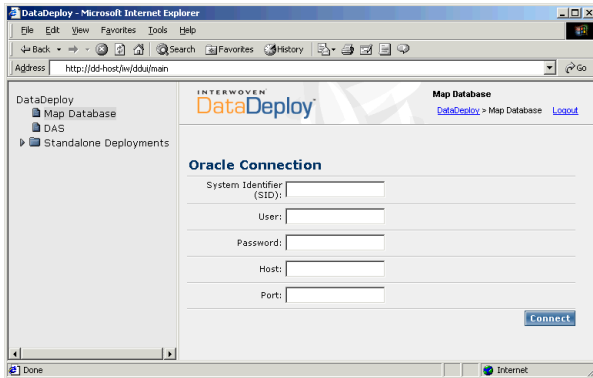 DataDeploy - Microsoft Internet Explorer
File Edit View Favorites Tools Help
Back Search Favorites History
Address http://dd-host/iw/ddui/main Go
DataDeploy
Map Database
DAS
Standalone Deployments
INTERWOVEN
DataDeploy
Map Database
DataDeploy > Map Database Logout
Oracle Connection
System Identifier
(SID):
User:
Password:
Host:
Port:
Connect
Done Internet